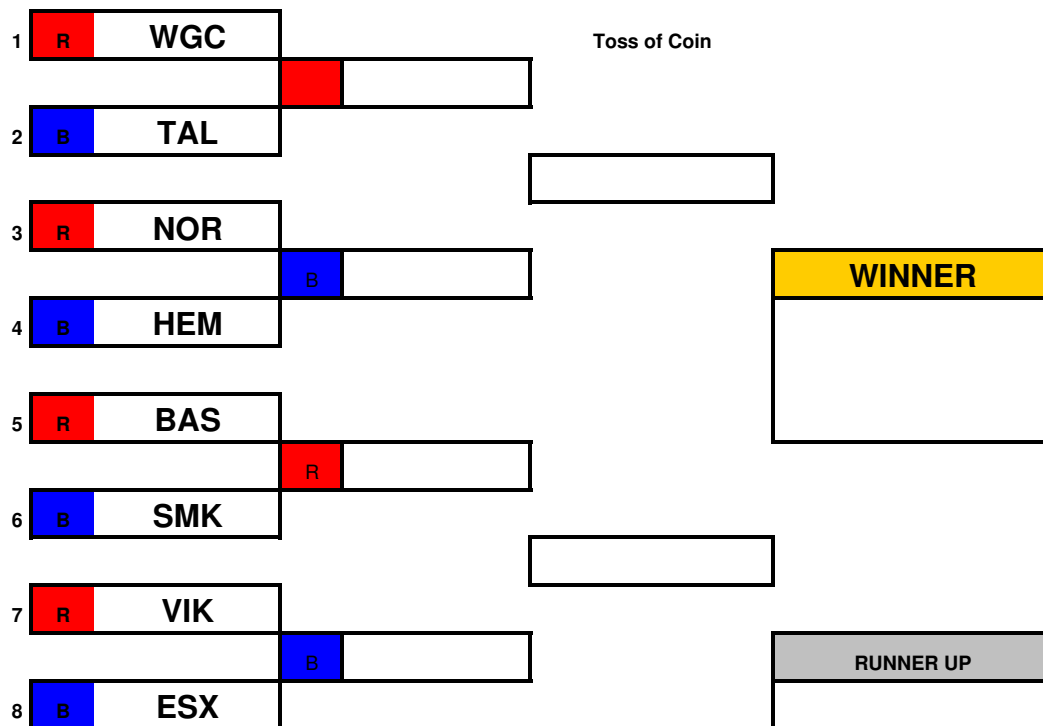 1 R WGC
Toss of Coin
2 B TAL
3 R NOR
B
WINNER
4 B HEM
5 R BAS
R
6 B SMK
7 R VIK
B
RUNNER UP
8 B ESX